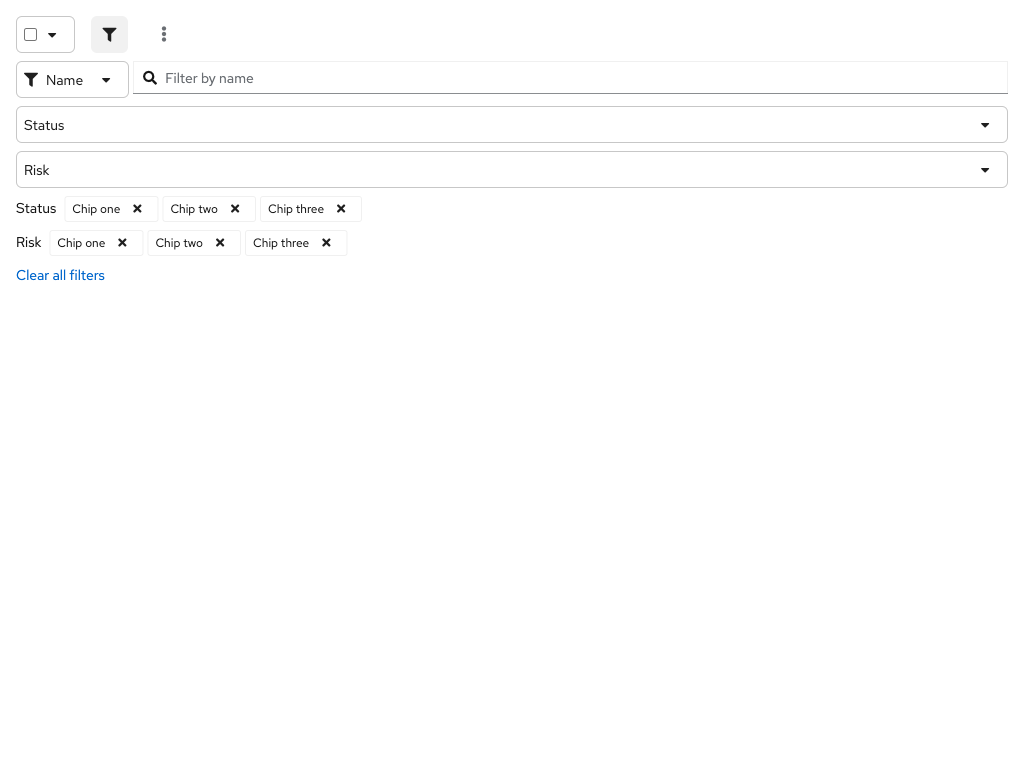 Name Filter by name
Status
Risk
Status Chip one Chip two Chip three
Risk Chip one Chip two Chip three
Clear all filters